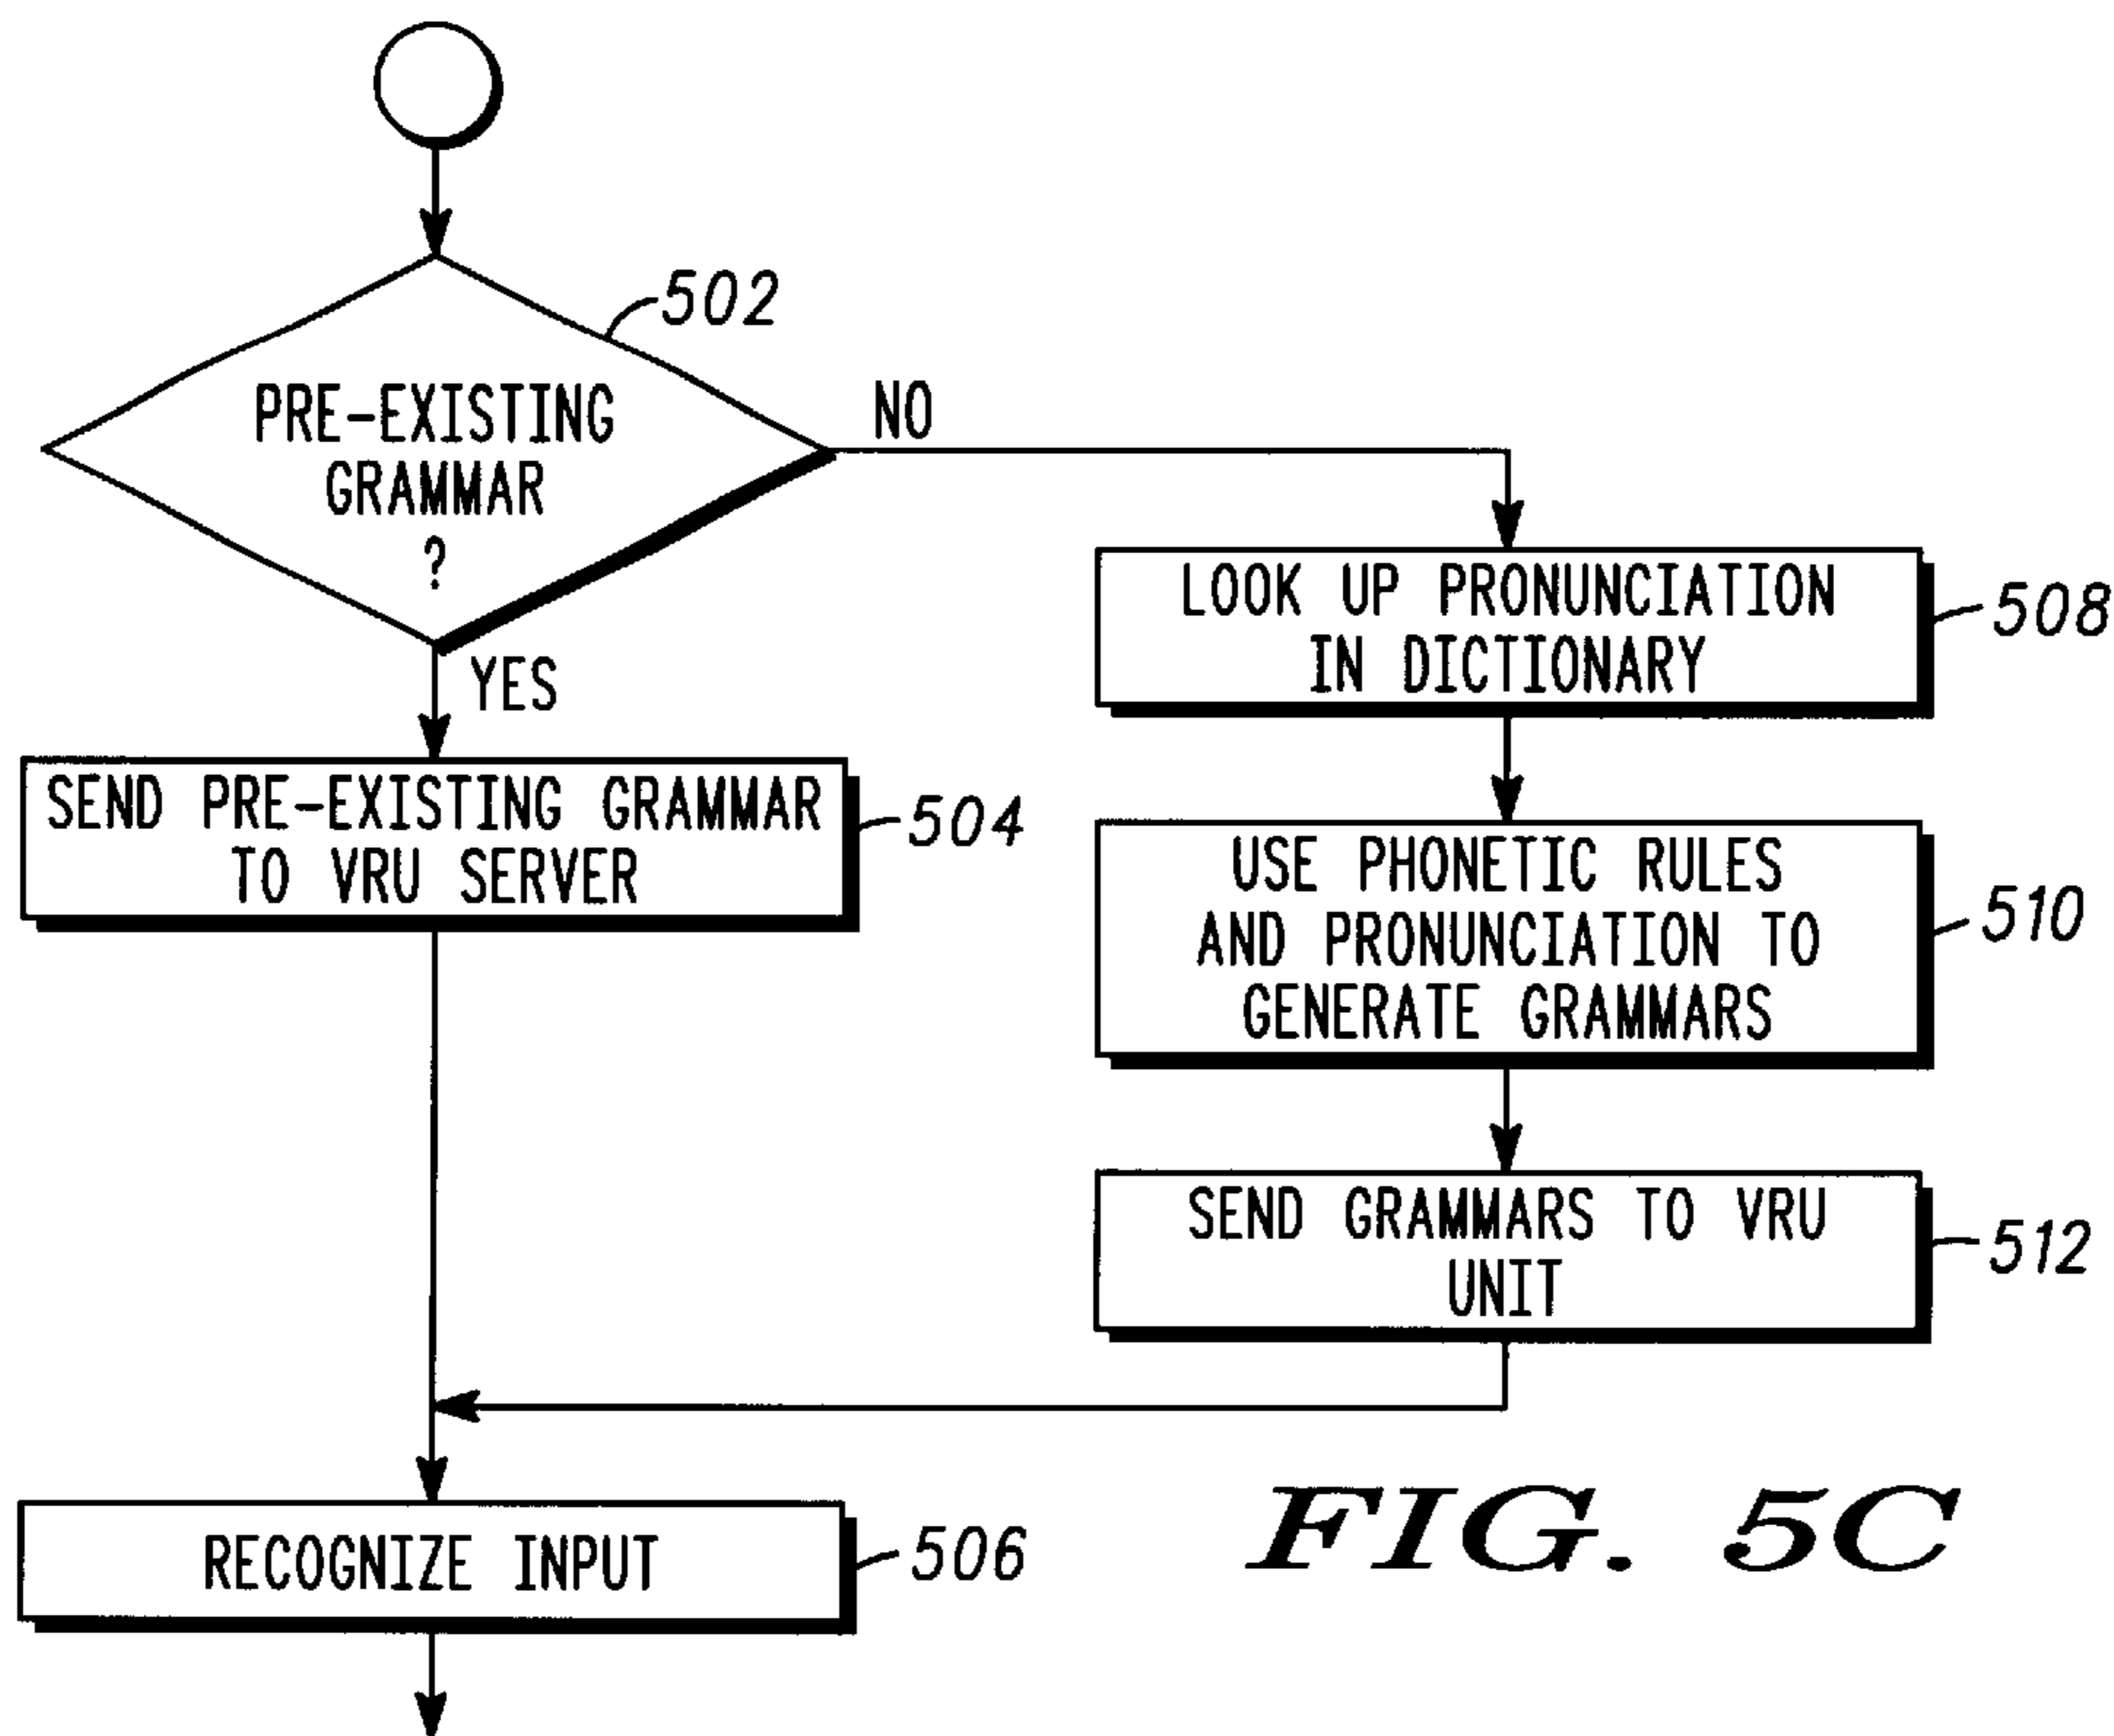 502
PRE-EXISTING
GRAMMAR
?
NO
YES
SEND PRE-EXISTING GRAMMAR
TO VRU SERVER
504
LOOK UP PRONUNCIATION
IN DICTIONARY
508
USE PHONETIC RULES
AND PRONUNCIATION TO
GENERATE GRAMMARS
510
SEND GRAMMARS TO VRU
UNIT
512
RECOGNIZE INPUT
506
FIG. 5C